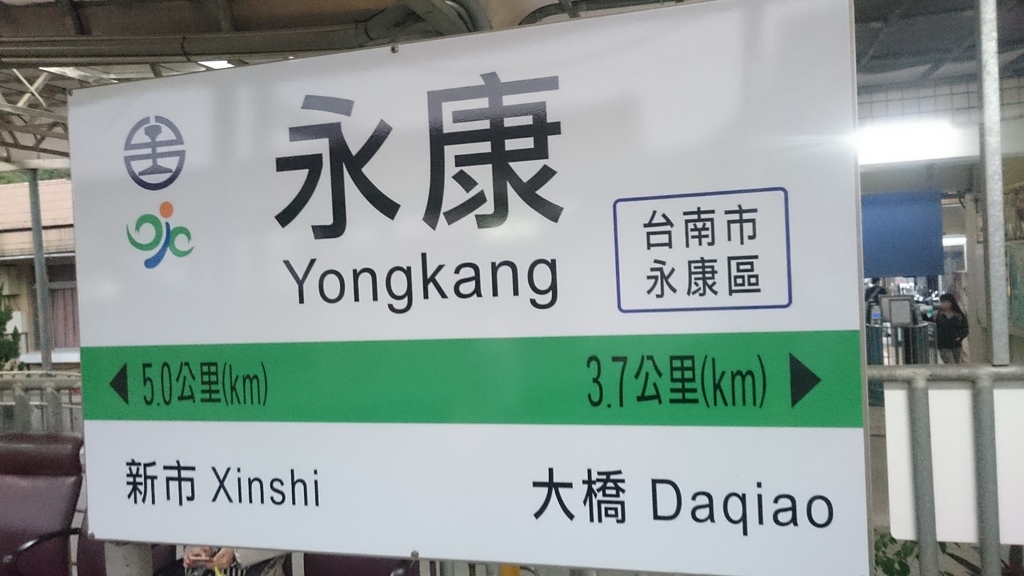 永康
Yongkang
台南市
永康區
5.0公里(km)
3.7公里(km)
新市 Xinshi
大橋 Daqiao